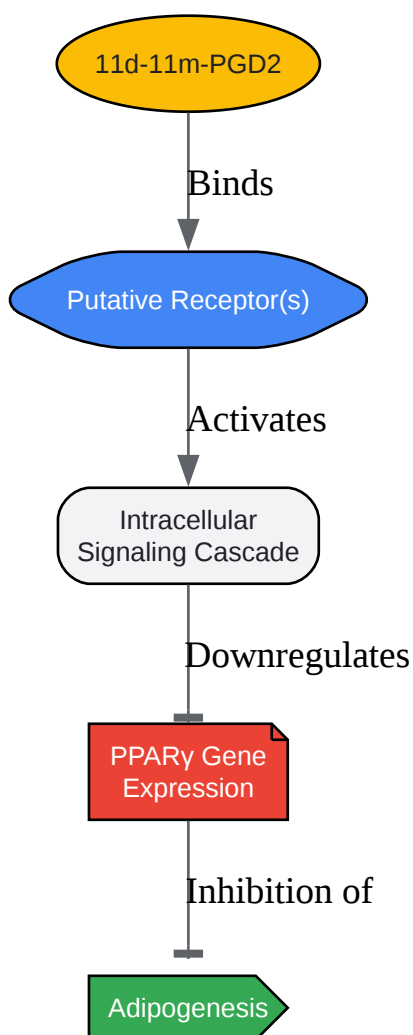 11d-11m-PGD2
Binds
Putative Receptor(s)
Activates
Intracellular
Signaling Cascade
Downregulates
PPARγ Gene
Expression
Inhibition of
Adipogenesis